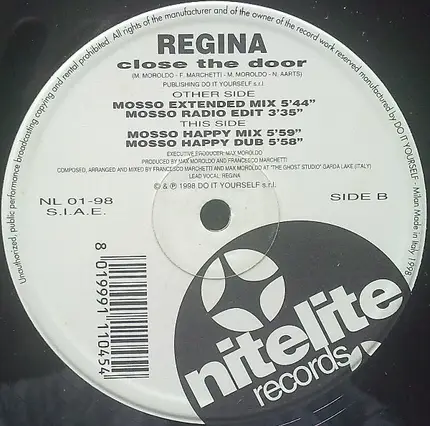 Unauthorized, public performance broadcasting copying and rental prohibited. All rights of the manufacturer and of the owner of the record work reserved manufactured by DO IT YOURSELF - Milan Made in Italy 1998
REGINA
close the door
(M. MOROLDO - F. MARCHETTI - M. MOROLDO - N. AARTS)
PUBLISHING DO IT YOURSELF s.r.l.
OTHER SIDE
MOSSO EXTENDED MIX 5'44"
MOSSO RADIO EDIT 3'35"
THIS SIDE
MOSSO HAPPY MIX 5'59"
MOSSO HAPPY DUB 5'58"
EXECUTIVE PRODUCER: MAX MOROLDO
PRODUCED BY MAX MOROLDO AND FRANCESCO MARCHETTI
COMPOSED, ARRANGED AND MIXED BY FRANCESCO MARCHETTI AND MAX MOROLDO AT "THE GHOST STUDIO" GARDA LAKE (ITALY)
LEAD VOCAL: REGINA
© & ℗ 1998 DO IT YOURSELF s.r.l.
NL 01-98
S.I.A.E.
SIDE B
8 019991 110454
nitelite
records